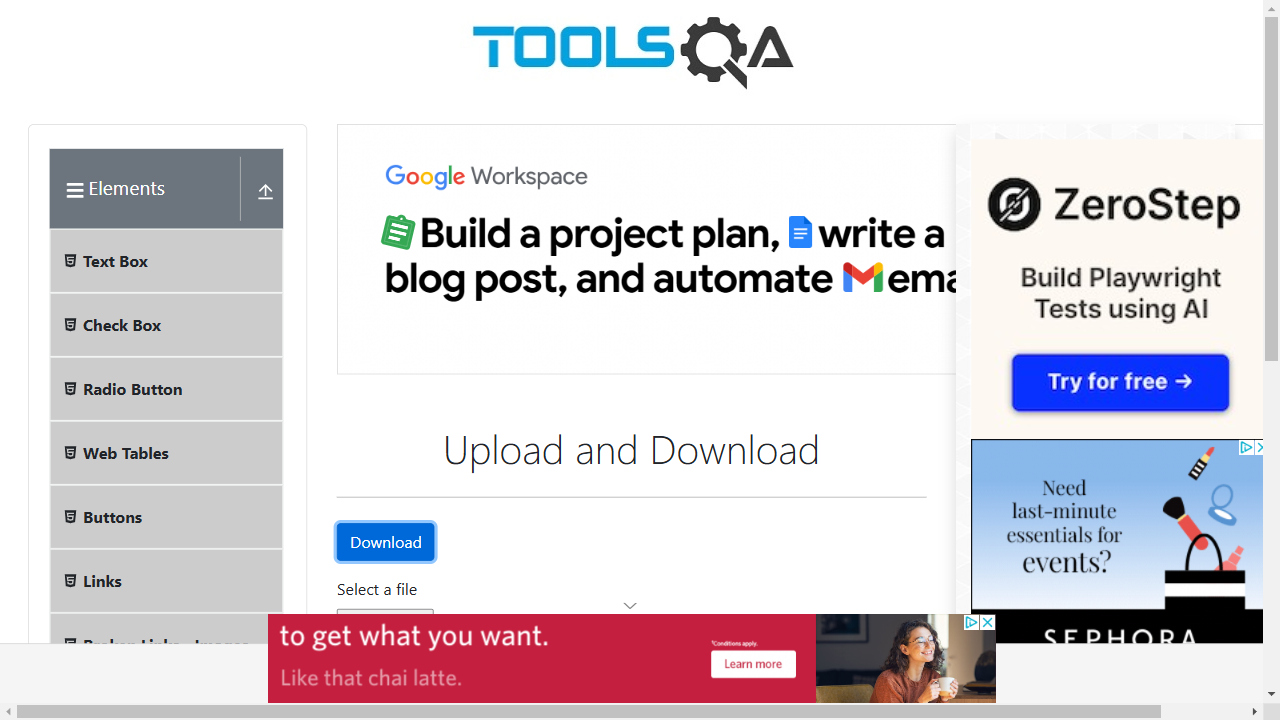 TOOLSQA
Elements
Text Box
Check Box
Radio Button
Web Tables
Buttons
Links
Broken Links - Images
Google Workspace
Build a project plan, write a
blog post, and automate
Upload and Download
Download
Select a file
ZeroStep
Build Playwright
Tests using AI
Try for free →
Need
last-minute
essentials for
events?
SEPHORA
to get what you want.
Like that chai latte.
*Conditions apply.
Learn more